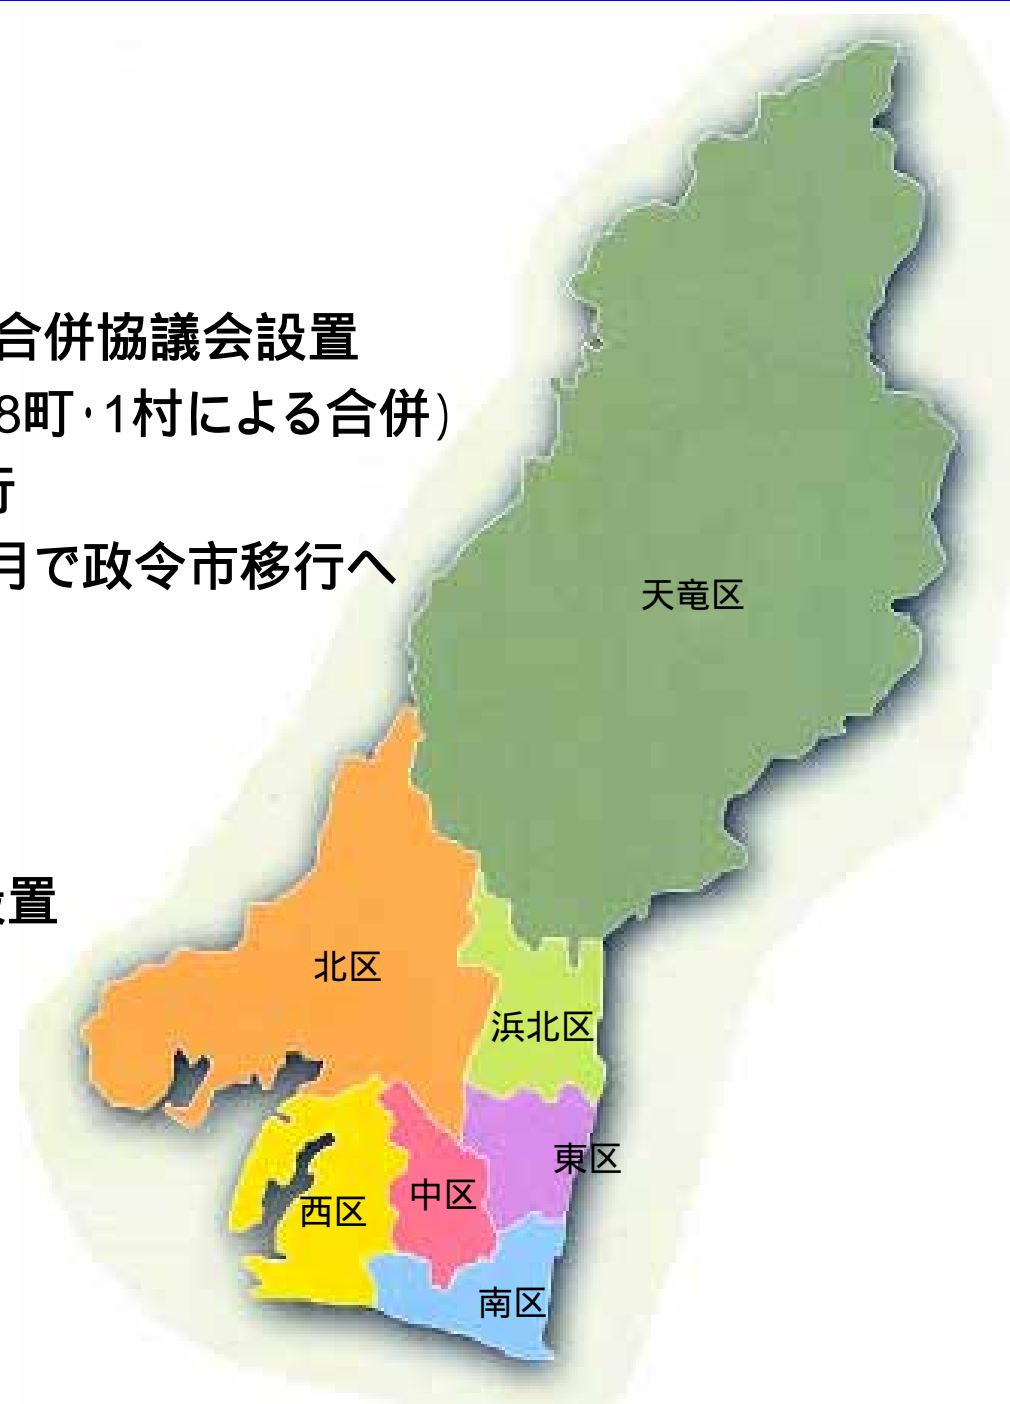 合併協議会設置
8町・1村による合併)
行
月で政令市移行へ
天竜区
設置
北区
浜北区
東区
中区
西区
南区